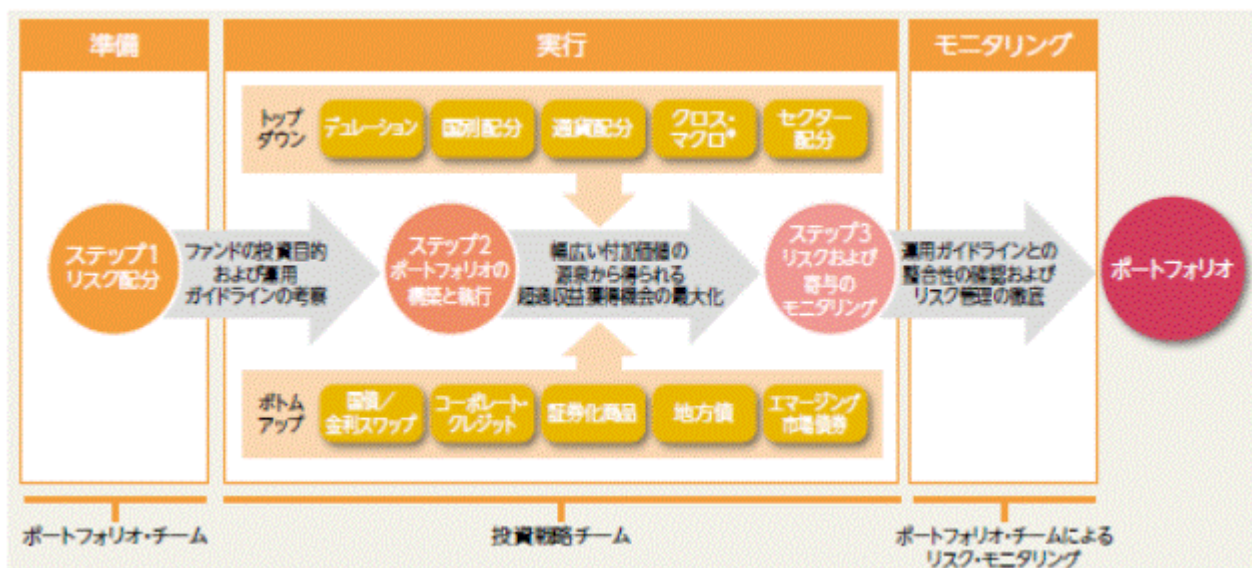 準備
実行
モニタリング
トップ
ダウン
デュレーション
国別配分
通貨配分
クロス・
マクロ*
セクター
配分
ステップ1
リスク配分
ファンドの投資目的
および運用
ガイドラインの考察
ステップ2
ポートフォリオの
構築と執行
幅広い付加価値の
源泉から得られる
超過収益獲得機会の最大化
ステップ3
リスクおよび
寄与の
モニタリング
運用ガイドラインとの
整合性の確認および
リスク管理の徹底
ポートフォリオ
ボトム
アップ
国債/
金利スワップ
コーポレート・
クレジット
証券化商品
地方債
エマージング
市場債券
ポートフォリオ・チーム
投資戦略チーム
ポートフォリオ・チームによる
リスク・モニタリング